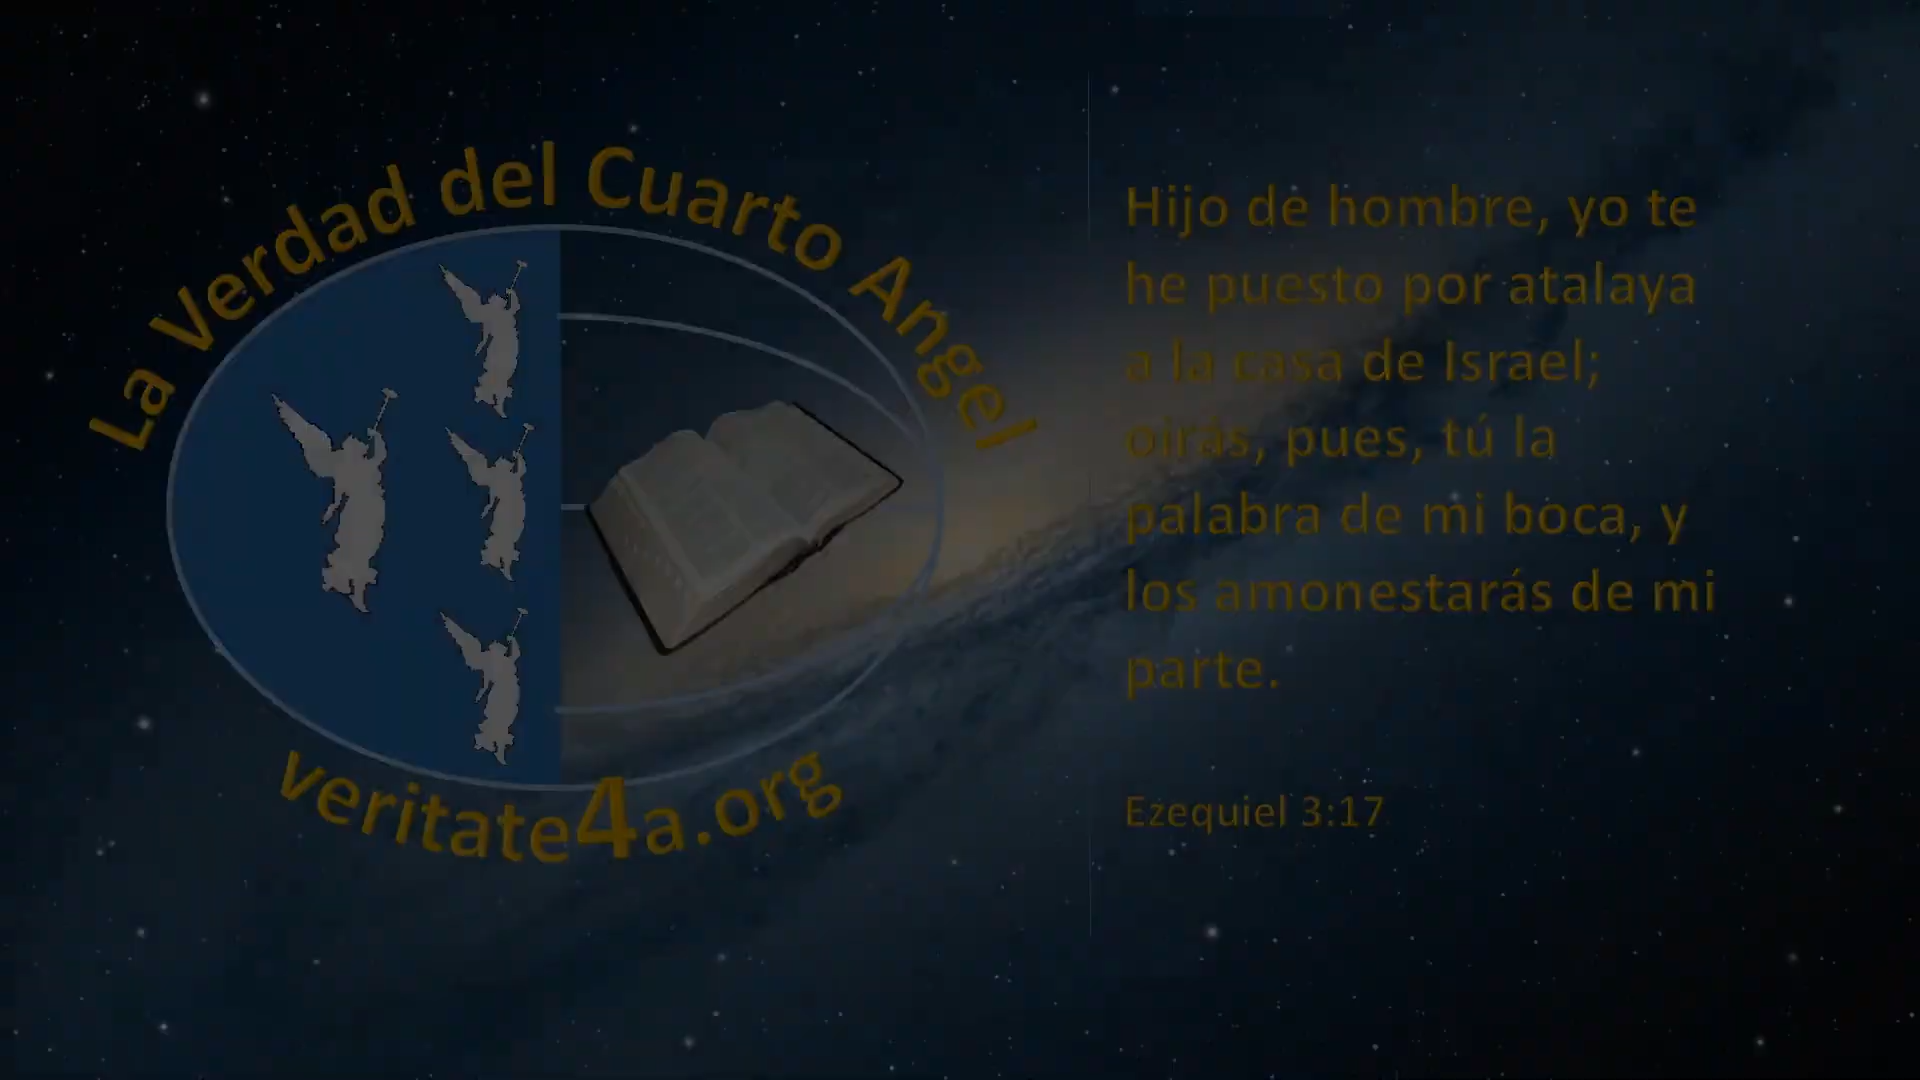 La Verdad del Cuarto Angel
veritate4a.org
Hijo de hombre, yo te
he puesto por atalaya
a la casa de Israel;
oirás, pues, tú la
palabra de mi boca, y
los amonestarás de mi
parte.
Ezequiel 3:17